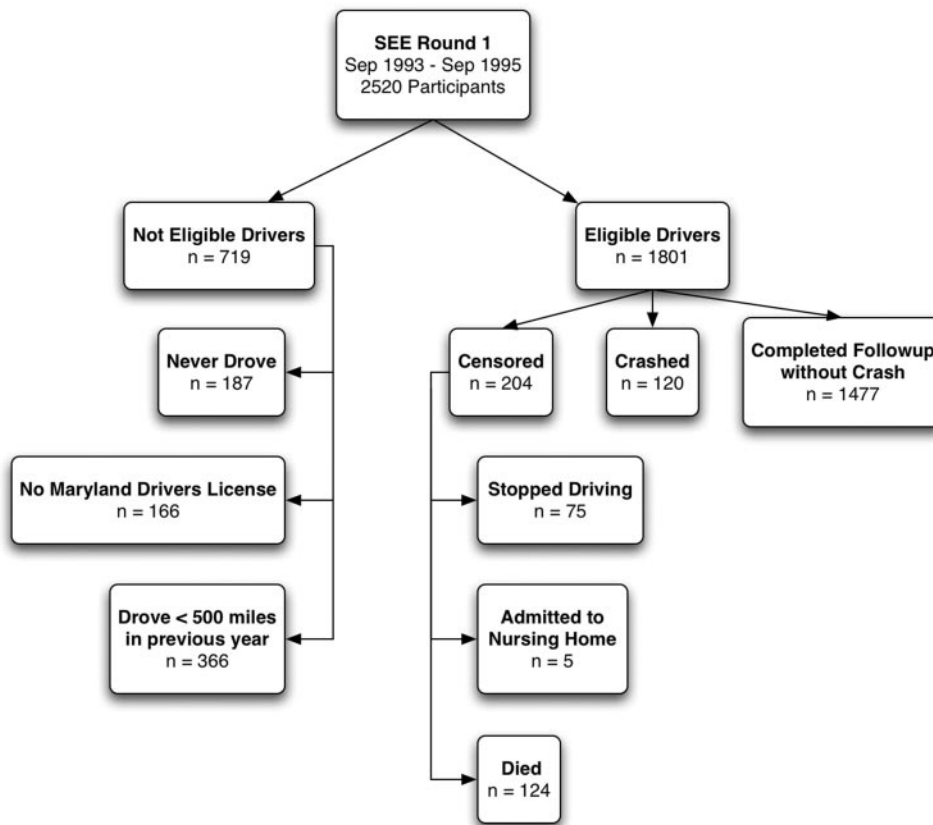 SEE Round 1
Sep 1993 - Sep 1995
2520 Participants
Not Eligible Drivers
n = 719
Eligible Drivers
n = 1801
Never Drove
n = 187
Censored
n = 204
Crashed
n = 120
Completed Followup
without Crash
n = 1477
No Maryland Drivers License
n = 166
Stopped Driving
n = 75
Drove < 500 miles
in previous year
n = 366
Admitted to
Nursing Home
n = 5
Died
n = 124